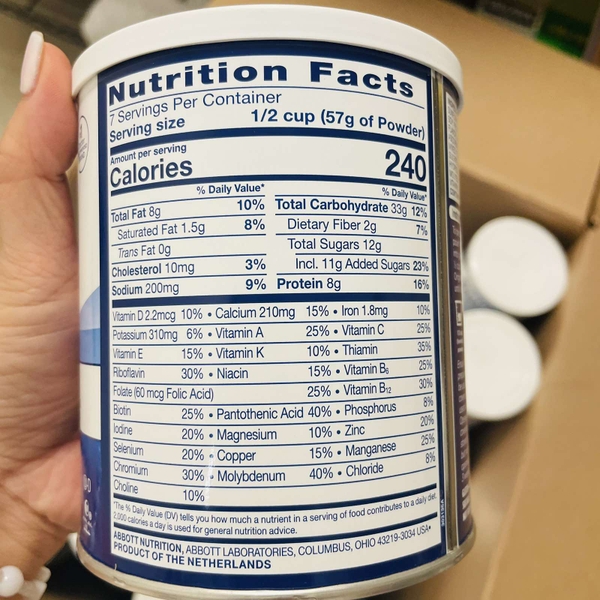 Nutrition Facts
7 Servings Per Container
Serving size 1/2 cup (57g of Powder)
Amount per serving
Calories 240
% Daily Value* % Daily Value*
Total Fat 8g 10% Total Carbohydrate 33g 12%
Saturated Fat 1.5g 8% Dietary Fiber 2g 7%
Trans Fat 0g Total Sugars 12g
Cholesterol 10mg 3% Incl. 11g Added Sugars 23%
Sodium 200mg 9% Protein 8g 16%
Vitamin D 2.2mcg 10% • Calcium 210mg 15% • Iron 1.8mg 10%
Potassium 310mg 6% • Vitamin A 25% • Vitamin C 25%
Vitamin E 15% • Vitamin K 10% • Thiamin 35%
Riboflavin 30% • Niacin 15% • Vitamin B6 25%
Folate (60 mcg Folic Acid) 25% • Vitamin B12 30%
Biotin 25% • Pantothenic Acid 40% • Phosphorus 8%
Iodine 20% • Magnesium 10% • Zinc 20%
Selenium 20% • Copper 15% • Manganese 25%
Chromium 30% • Molybdenum 40% • Chloride 8%
Choline 10%
*The % Daily Value (DV) tells you how much a nutrient in a serving of food contributes to a daily diet.
2,000 calories a day is used for general nutrition advice.
ABBOTT NUTRITION, ABBOTT LABORATORIES, COLUMBUS, OHIO 43219-3034 USA•
PRODUCT OF THE NETHERLANDS